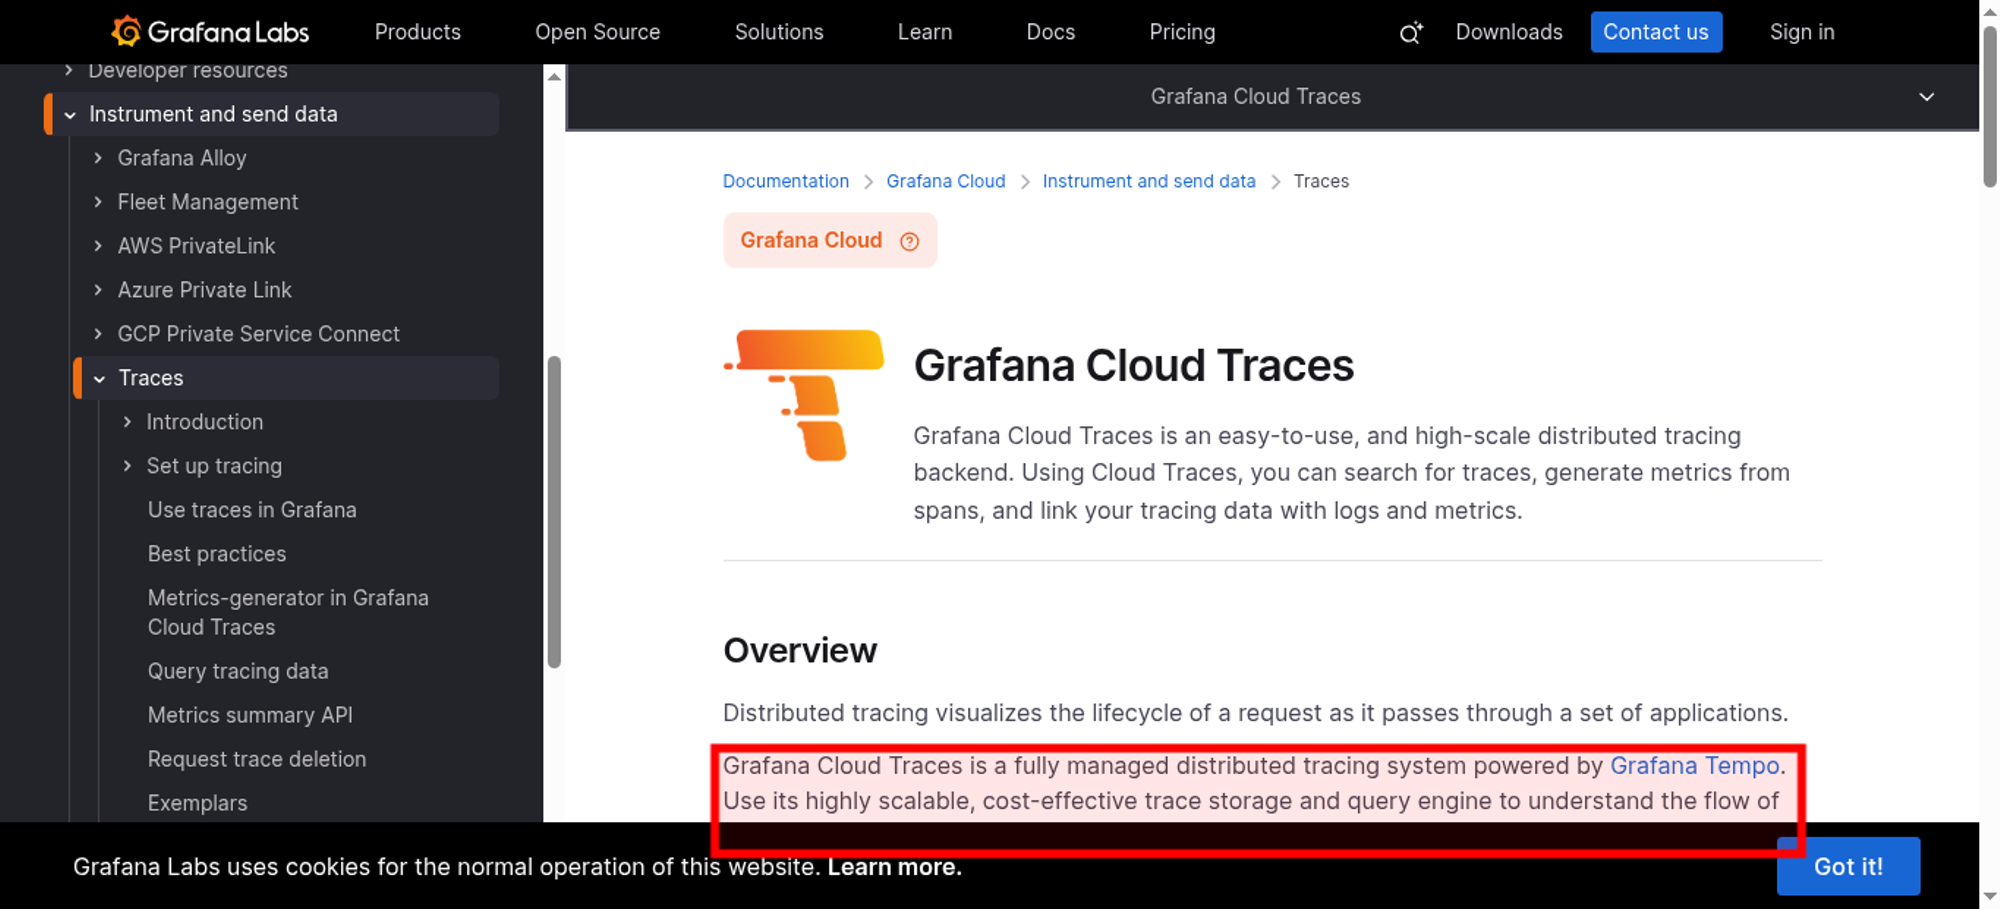 Grafana Labs Products Open Source Solutions Learn Docs Pricing Downloads Contact us Sign in
Developer resources
Instrument and send data
Grafana Alloy
Fleet Management
AWS PrivateLink
Azure Private Link
GCP Private Service Connect
Traces
Introduction
Set up tracing
Use traces in Grafana
Best practices
Metrics-generator in Grafana
Cloud Traces
Query tracing data
Metrics summary API
Request trace deletion
Exemplars
Grafana Cloud Traces
Documentation > Grafana Cloud > Instrument and send data > Traces
Grafana Cloud
Grafana Cloud Traces
Grafana Cloud Traces is an easy-to-use, and high-scale distributed tracing
backend. Using Cloud Traces, you can search for traces, generate metrics from
spans, and link your tracing data with logs and metrics.
Overview
Distributed tracing visualizes the lifecycle of a request as it passes through a set of applications.
Grafana Cloud Traces is a fully managed distributed tracing system powered by Grafana Tempo.
Use its highly scalable, cost-effective trace storage and query engine to understand the flow of
Grafana Labs uses cookies for the normal operation of this website. Learn more.
Got it!